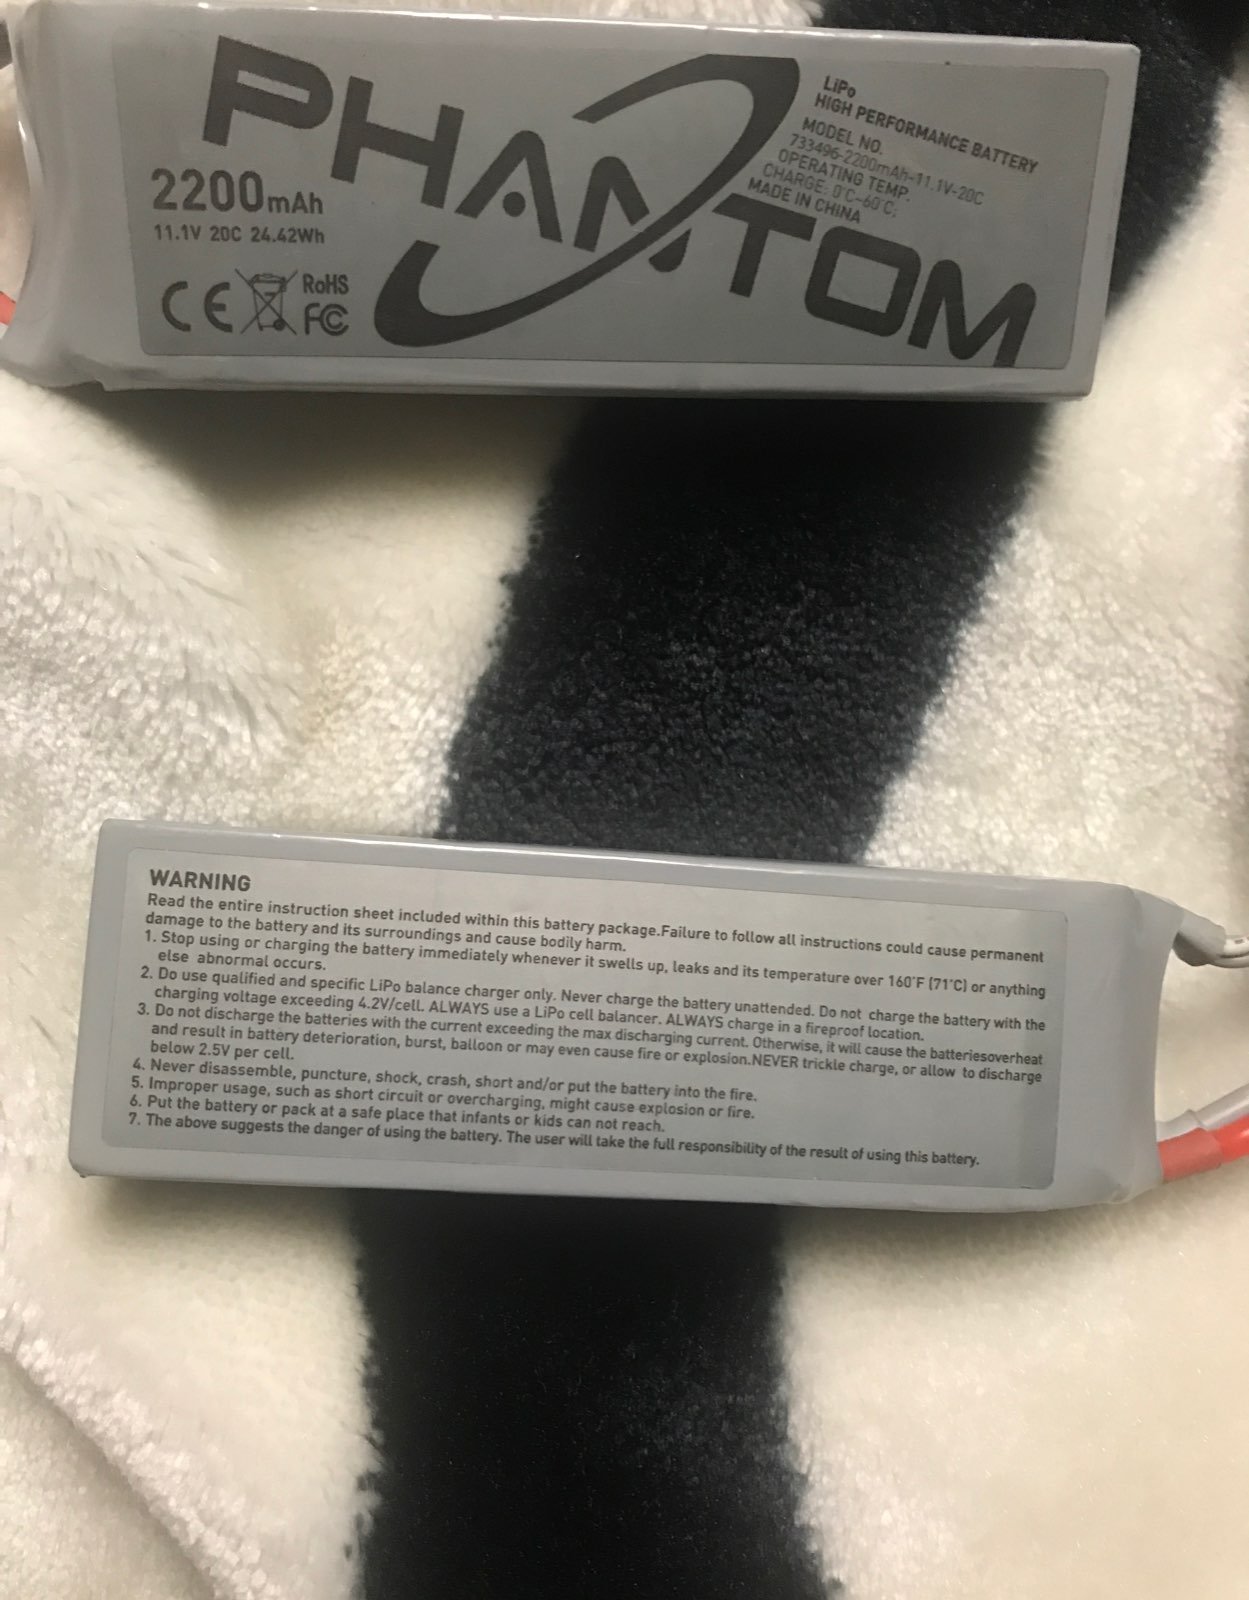 PHANTOM
LiPo
HIGH PERFORMANCE BATTERY
MODEL NO.
733496-2200mAh-11.1V-20C
OPERATING TEMP.
CHARGE: 0°C~60°C;
MADE IN CHINA
2200mAh
11.1V 20C 24.42Wh
CE RoHS
FC
WARNING
Read the entire instruction sheet included within this battery package.Failure to follow all instructions could cause permanent
damage to the battery and its surroundings and cause bodily harm.
1. Stop using or charging the battery immediately whenever it swells up, leaks and its temperature over 160°F (71°C) or anything
else abnormal occurs.
2. Do use qualified and specific LiPo balance charger only. Never charge the battery unattended. Do not charge the battery with the
charging voltage exceeding 4.2V/cell. ALWAYS use a LiPo cell balancer. ALWAYS charge in a fireproof location.
3. Do not discharge the batteries with the current exceeding the max discharging current. Otherwise, it will cause the batteriesoverheat
and result in battery deterioration, burst, balloon or may even cause fire or explosion.NEVER trickle charge, or allow to discharge
below 2.5V per cell.
4. Never disassemble, puncture, shock, crash, short and/or put the battery into the fire.
5. Improper usage, such as short circuit or overcharging, might cause explosion or fire.
6. Put the battery or pack at a safe place that infants or kids can not reach.
7. The above suggests the danger of using the battery. The user will take the full responsibility of the result of using this battery.